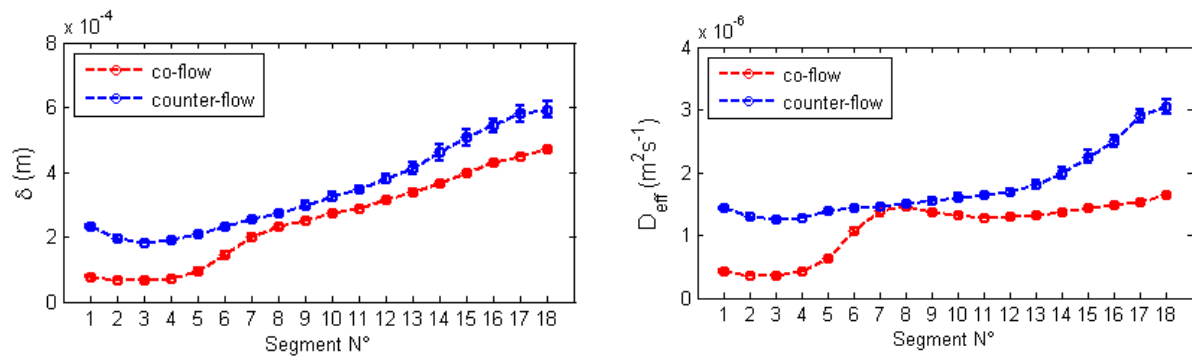 x 10⁻⁴
8
6
4
2
0
δ (m)
co-flow
counter-flow
1 2 3 4 5 6 7 8 9 10 11 12 13 14 15 16 17 18
Segment N°
x 10⁻⁶
4
3
2
1
0
D_eff (m²s⁻¹)
co-flow
counter-flow
1 2 3 4 5 6 7 8 9 10 11 12 13 14 15 16 17 18
Segment N°